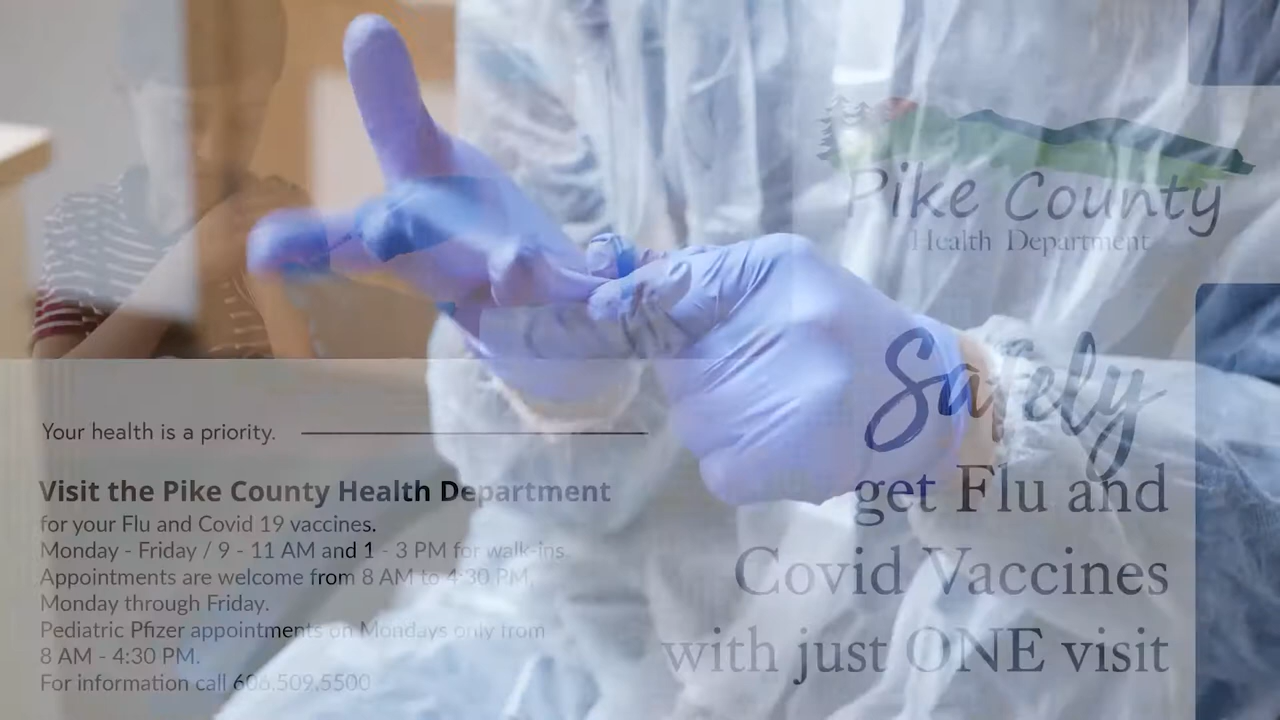 Pike County
Health Department
Safely
get Flu and
Covid Vaccines
with just ONE visit
Your health is a priority.
Visit the Pike County Health Department
for your Flu and Covid 19 vaccines.
Monday - Friday / 9 - 11 AM and 1 - 3 PM for walk-ins
Appointments are welcome from 8 AM to 4:30 PM,
Monday through Friday.
Pediatric Pfizer appointments on Mondays only from
8 AM - 4:30 PM.
For information call 606.509.5500